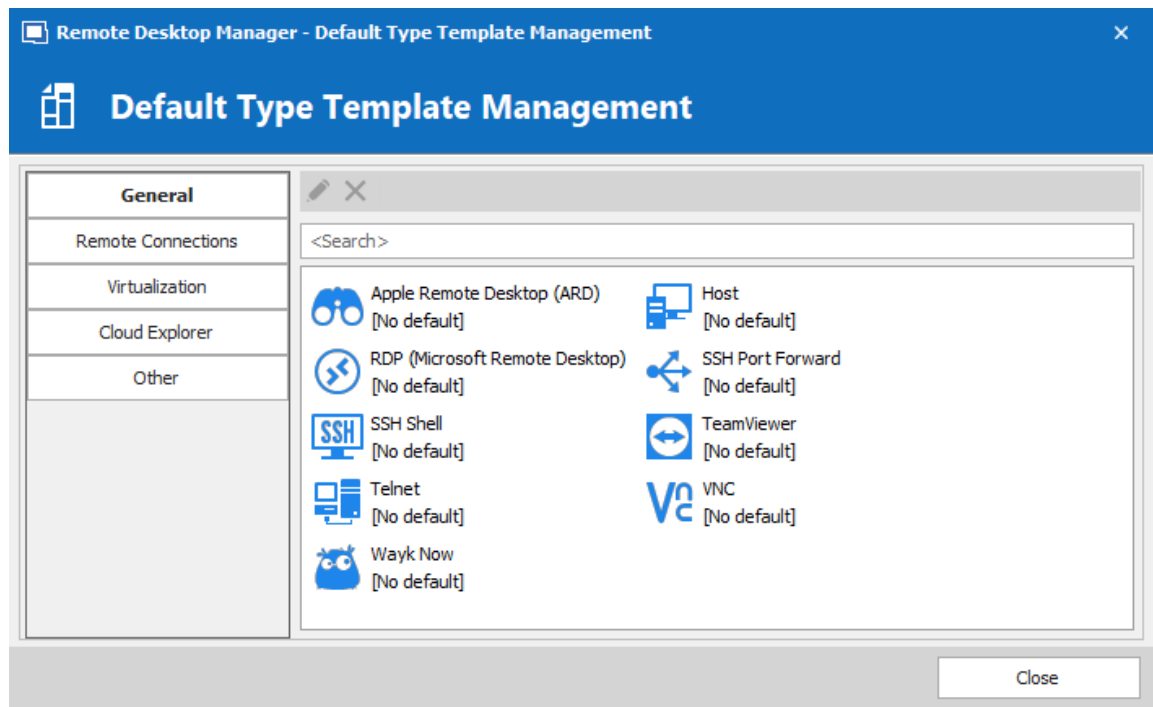 Remote Desktop Manager - Default Type Template Management
Default Type Template Management
General
Remote Connections
Virtualization
Cloud Explorer
Other
<Search>
Apple Remote Desktop (ARD)
[No default]
Host
[No default]
RDP (Microsoft Remote Desktop)
[No default]
SSH Port Forward
[No default]
SSH
SSH Shell
[No default]
TeamViewer
[No default]
Telnet
[No default]
Vnc
VNC
[No default]
Wayk Now
[No default]
Close